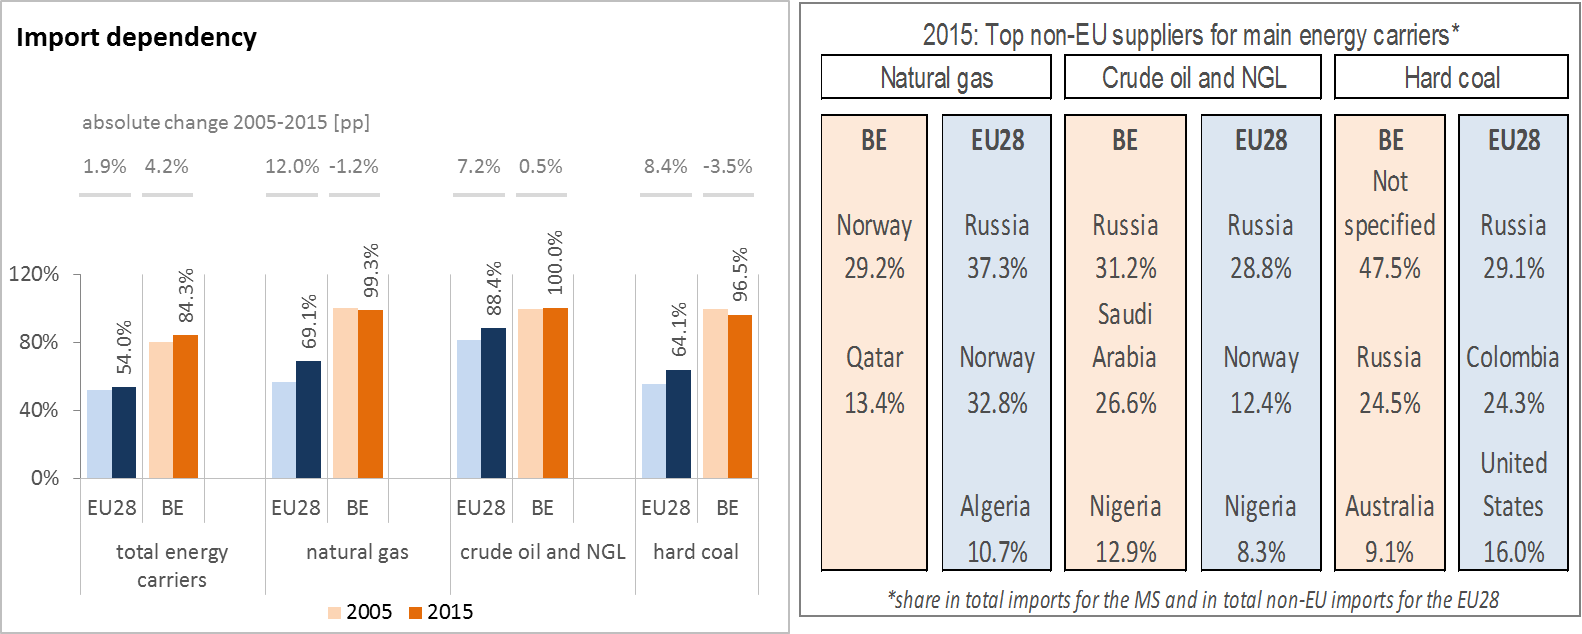 Import dependency
absolute change 2005-2015 [pp]
1.9% 4.2% 12.0% -1.2% 7.2% 0.5% 8.4% -3.5%
120%
80%
40%
0%
54.0%
84.3%
69.1%
99.3%
88.4%
100.0%
64.1%
96.5%
EU28 BE EU28 BE EU28 BE EU28 BE
total energy
carriers
natural gas
crude oil and NGL
hard coal
2005 2015
2015: Top non-EU suppliers for main energy carriers*
Natural gas Crude oil and NGL Hard coal
BE EU28 BE EU28 BE EU28
Not
Norway Russia Russia Russia specified Russia
29.2% 37.3% 31.2% 28.8% 47.5% 29.1%
Saudi
Qatar Norway Arabia Norway Russia Colombia
13.4% 32.8% 26.6% 12.4% 24.5% 24.3%
United
Algeria Nigeria Nigeria Australia States
10.7% 12.9% 8.3% 9.1% 16.0%
*share in total imports for the MS and in total non-EU imports for the EU28